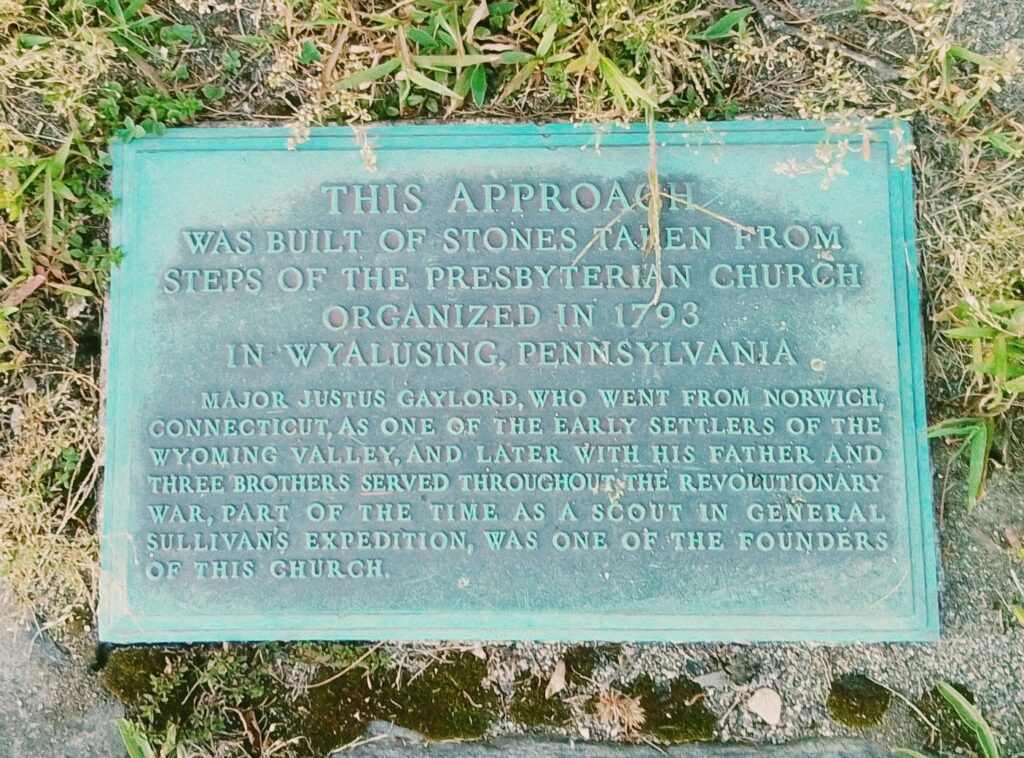 THIS APPROACH
WAS BUILT OF STONES TAKEN FROM
STEPS OF THE PRESBYTERIAN CHURCH
ORGANIZED IN 1793
IN WYALUSING, PENNSYLVANIA
MAJOR JUSTUS GAYLORD, WHO WENT FROM NORWICH,
CONNECTICUT, AS ONE OF THE EARLY SETTLERS OF THE
WYOMING VALLEY, AND LATER WITH HIS FATHER AND
THREE BROTHERS SERVED THROUGHOUT THE REVOLUTIONARY
WAR, PART OF THE TIME AS A SCOUT IN GENERAL
SULLIVAN'S EXPEDITION, WAS ONE OF THE FOUNDERS
OF THIS CHURCH.